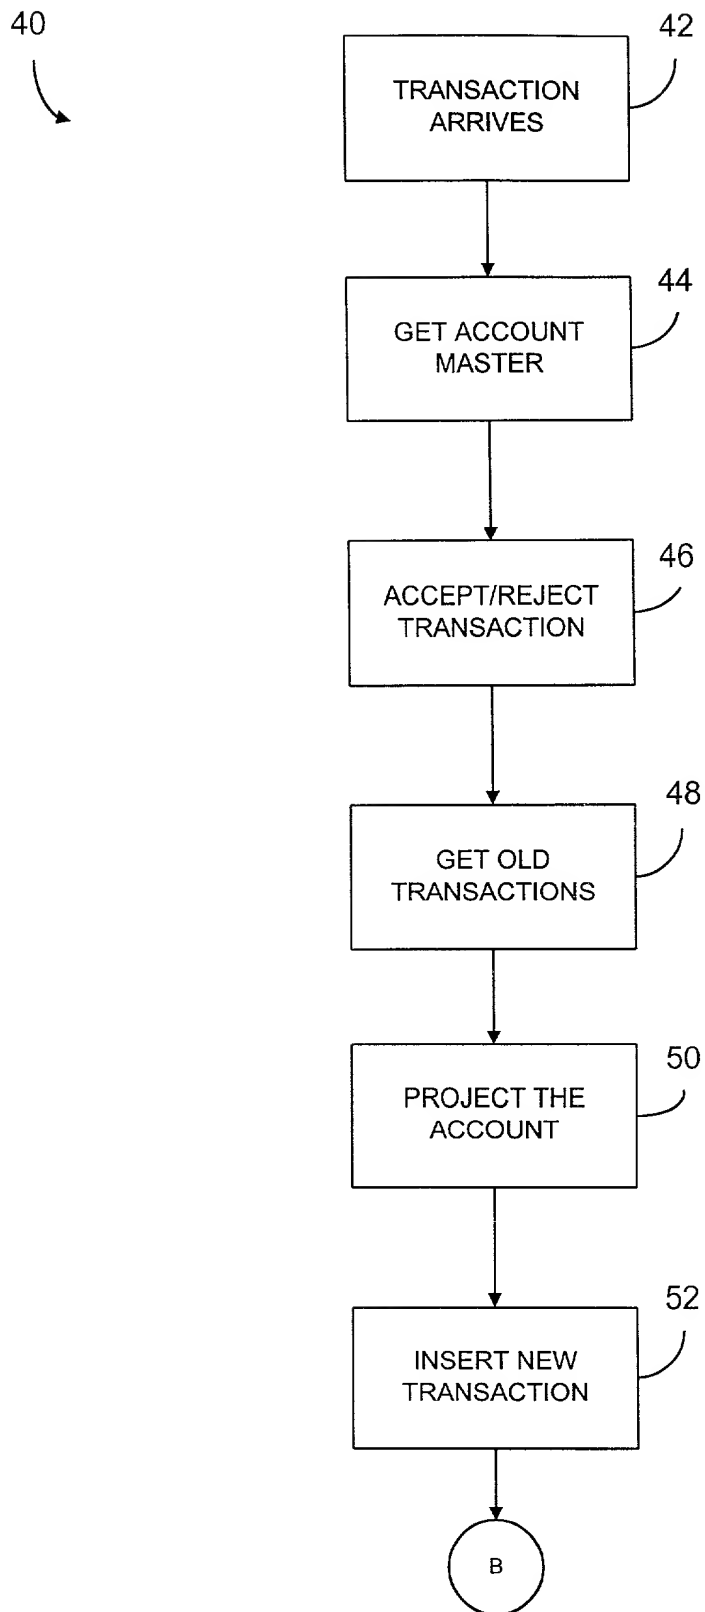 40
42
TRANSACTION
ARRIVES
44
GET ACCOUNT
MASTER
46
ACCEPT/REJECT
TRANSACTION
48
GET OLD
TRANSACTIONS
50
PROJECT THE
ACCOUNT
52
INSERT NEW
TRANSACTION
B